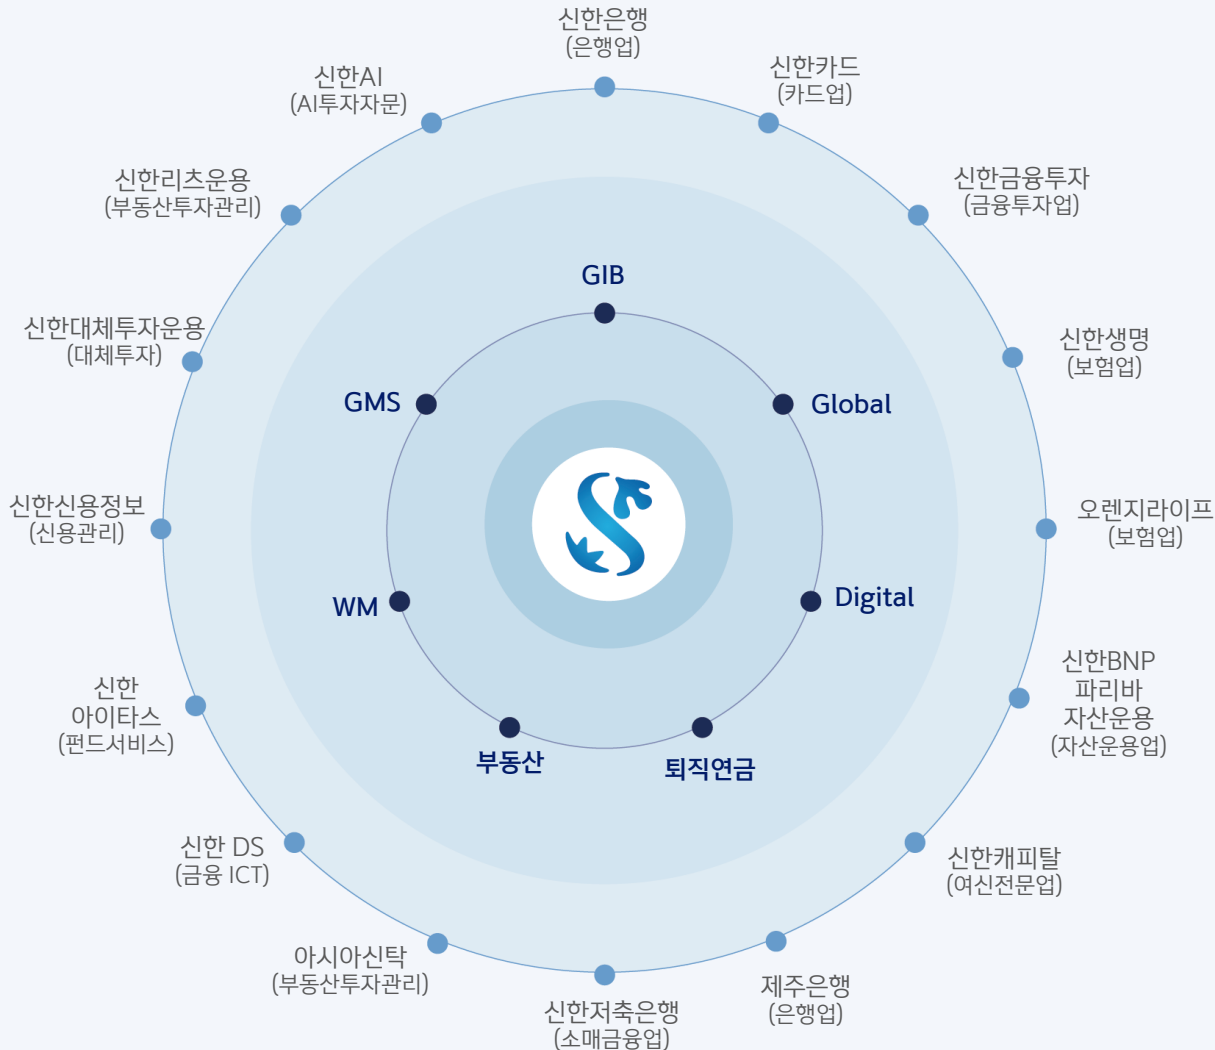 신한은행
(은행업)
신한카드
(카드업)
신한금융투자
(금융투자업)
신한생명
(보험업)
오렌지라이프
(보험업)
신한BNP
파리바
자산운용
(자산운용업)
신한캐피탈
(여신전문업)
제주은행
(은행업)
신한저축은행
(소매금융업)
아시아신탁
(부동산투자관리)
신한 DS
(금융 ICT)
신한
아이타스
(펀드서비스)
신한신용정보
(신용관리)
신한대체투자운용
(대체투자)
신한리츠운용
(부동산투자관리)
신한AI
(AI투자자문)
GIB
Global
Digital
퇴직연금
부동산
WM
GMS